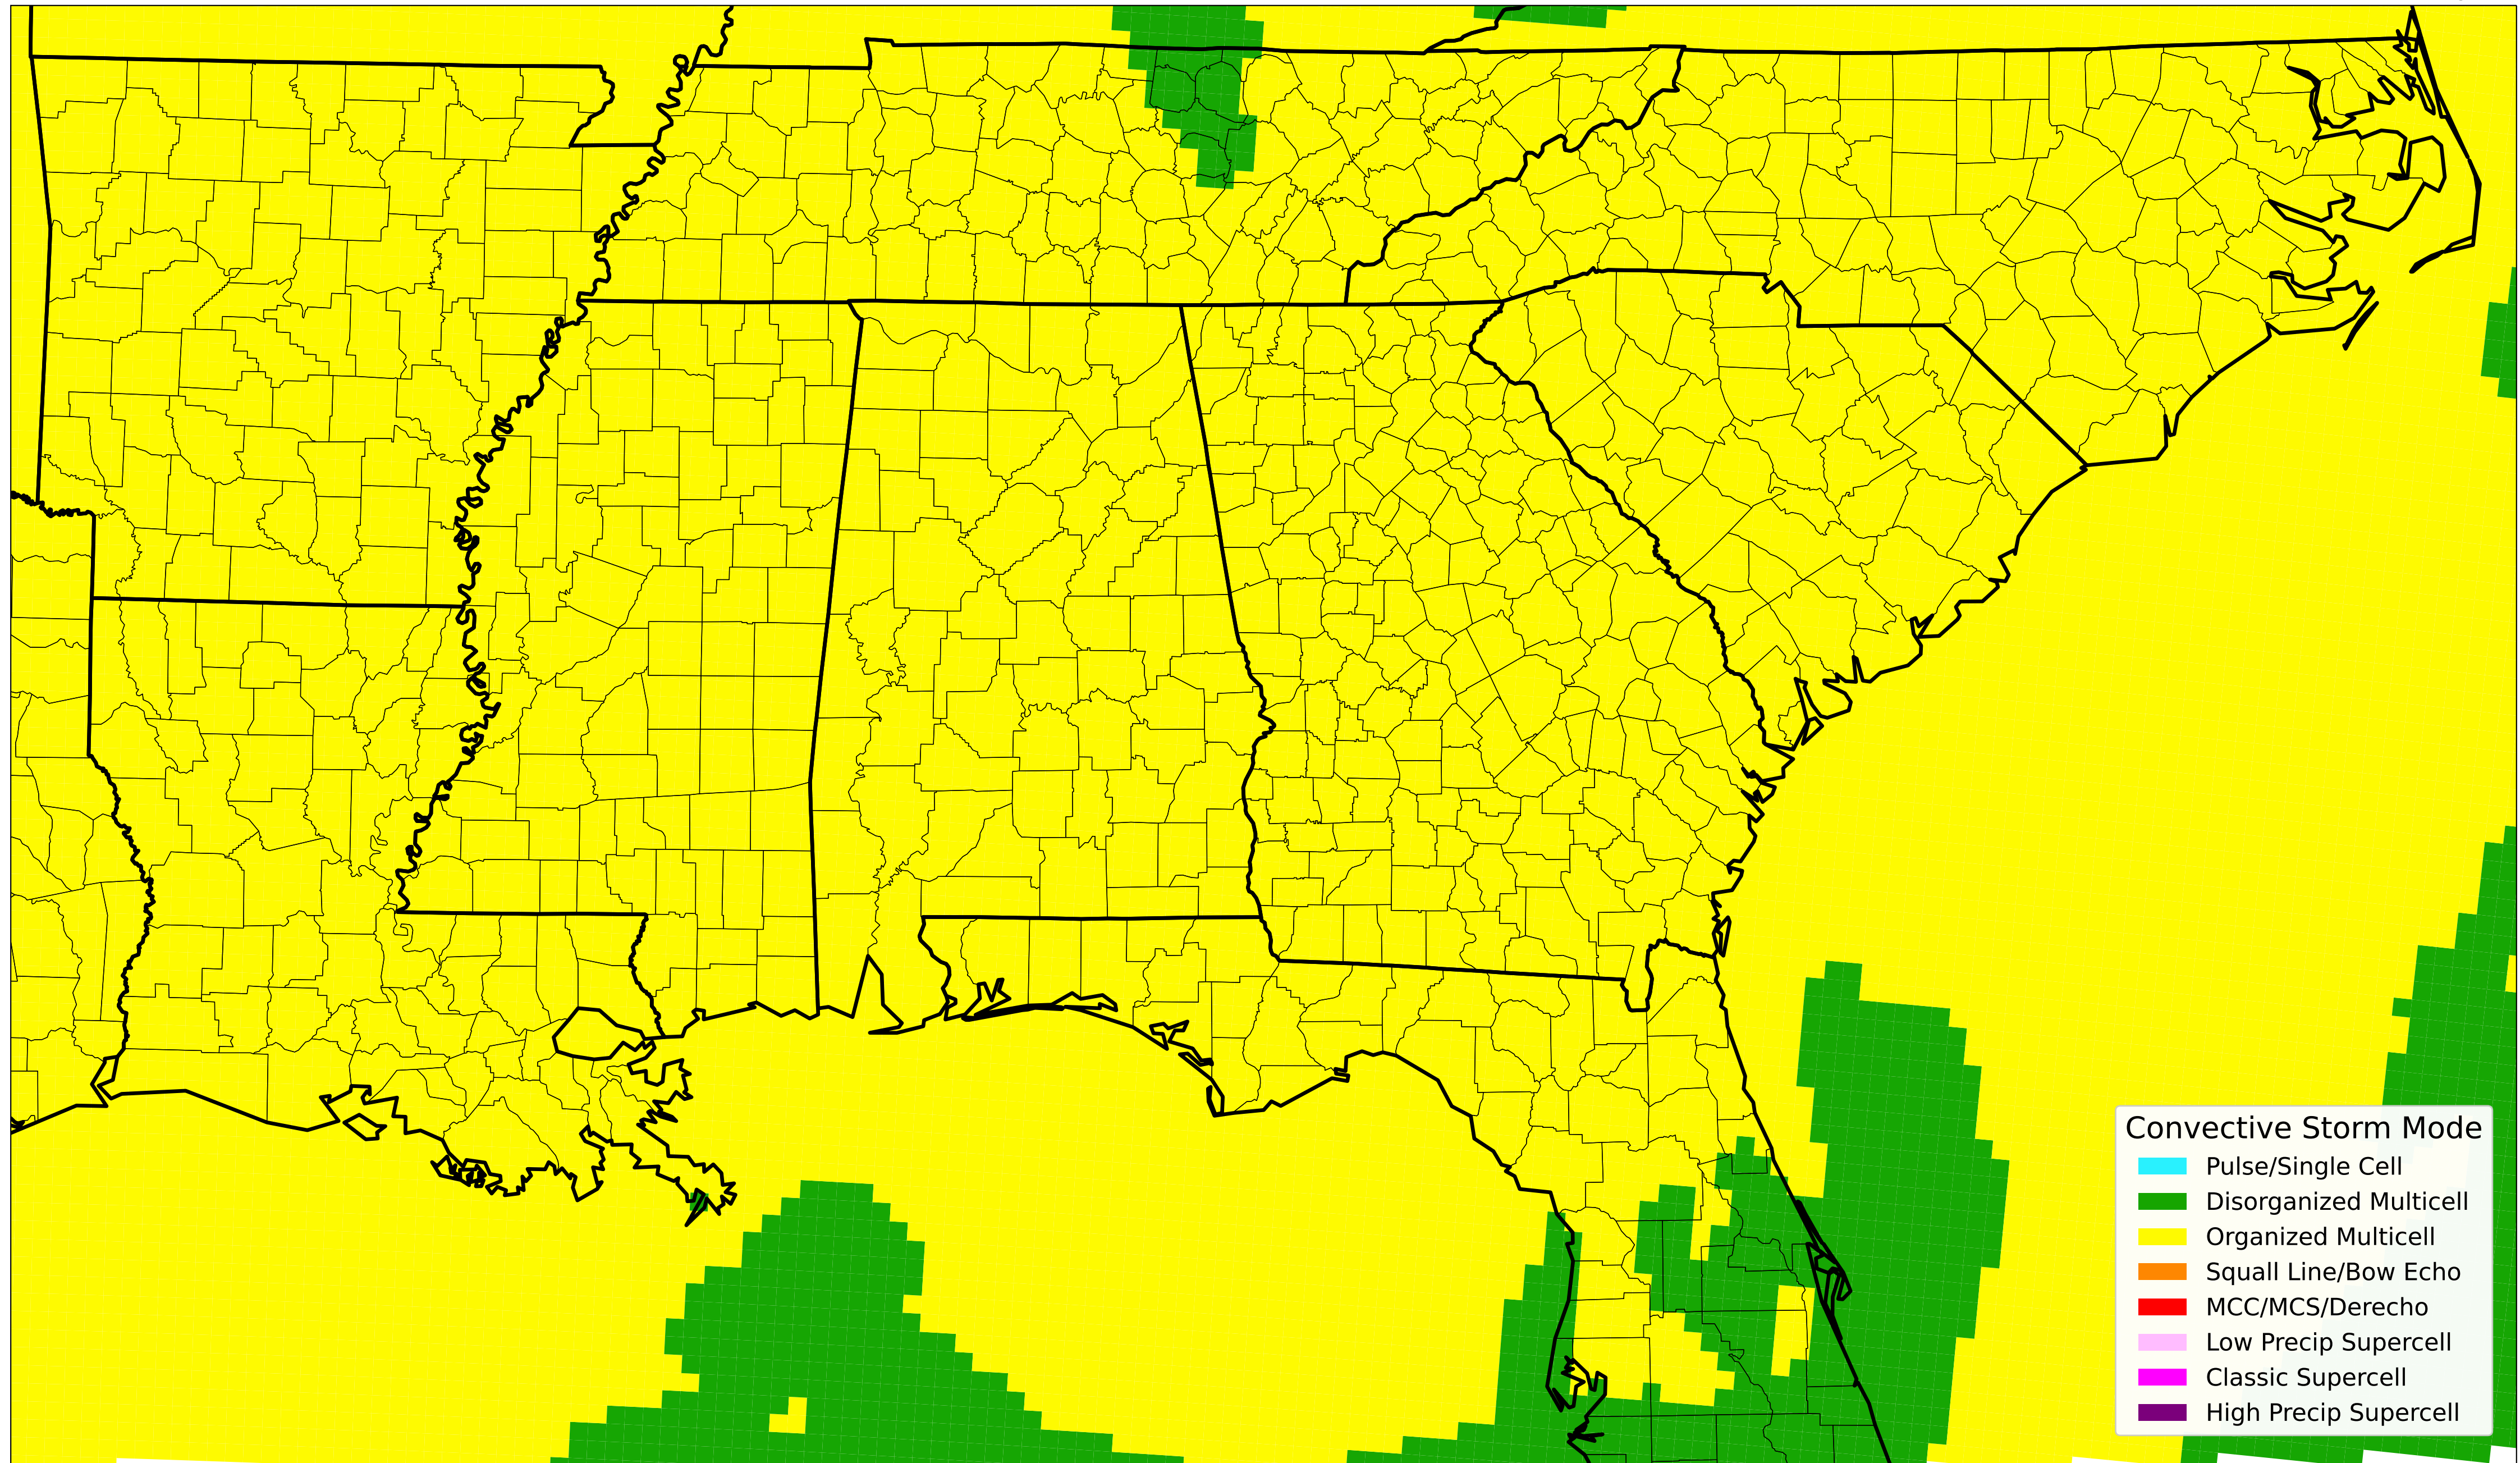 Convective Storm Mode
Pulse/Single Cell
Disorganized Multicell
Organized Multicell
Squall Line/Bow Echo
MCC/MCS/Derecho
Low Precip Supercell
Classic Supercell
High Precip Supercell